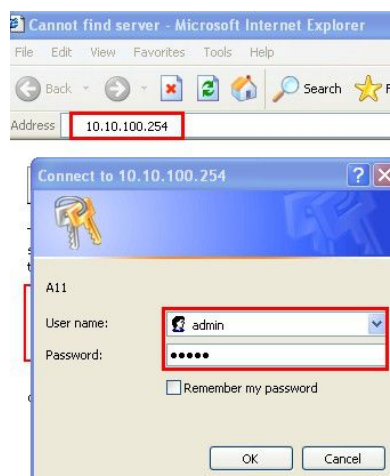 Cannot find server - Microsoft Internet Explorer
File Edit View Favorites Tools Help
Back Search
Address 10.10.100.254
Connect to 10.10.100.254
A11
User name: admin
Password: •••••
Remember my password
OK Cancel